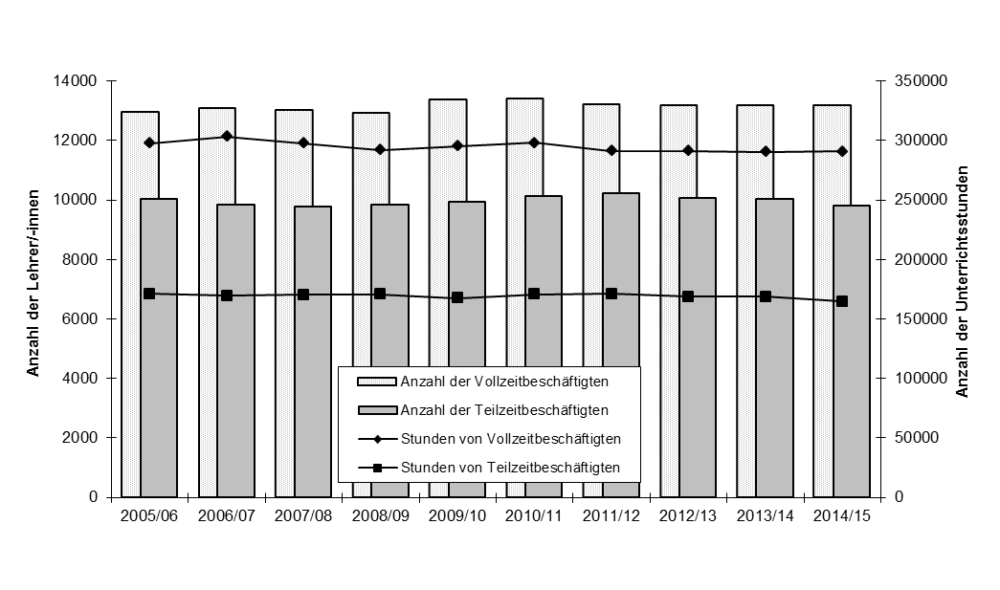 14000
12000
10000
8000
6000
4000
2000
0
Anzahl der Lehrer/-innen
350000
300000
250000
200000
150000
100000
50000
0
Anzahl der Unterrichtsstunden
Anzahl der Vollzeitbeschäftigten
Anzahl der Teilzeitbeschäftigten
Stunden von Vollzeitbeschäftigten
Stunden von Teilzeitbeschäftigten
2005/06 2006/07 2007/08 2008/09 2009/10 2010/11 2011/12 2012/13 2013/14 2014/15